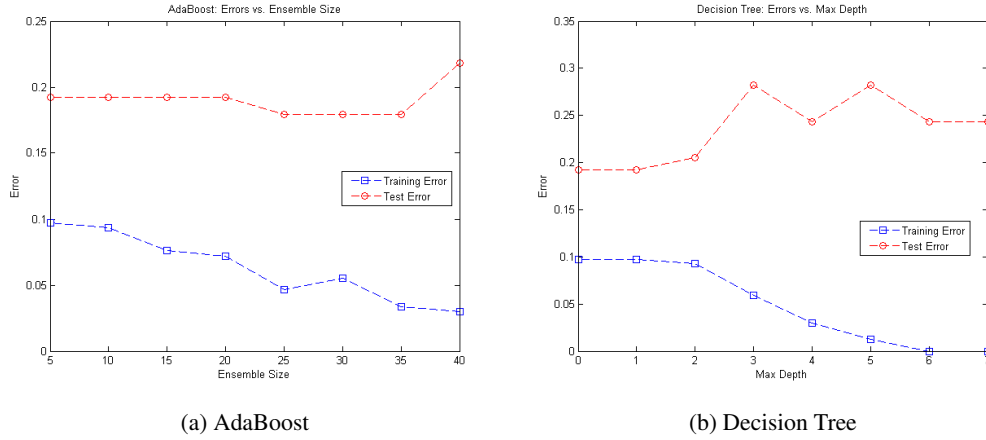 AdaBoost: Errors vs. Ensemble Size
0.25
0.2
0.15
0.1
0.05
0
Error
5 10 15 20 25 30 35 40
Ensemble Size
Training Error
Test Error
(a) AdaBoost
Decision Tree: Errors vs. Max Depth
0.35
0.3
0.25
0.2
0.15
0.1
0.05
0
Error
0 1 2 3 4 5 6
Max Depth
Training Error
Test Error
(b) Decision Tree